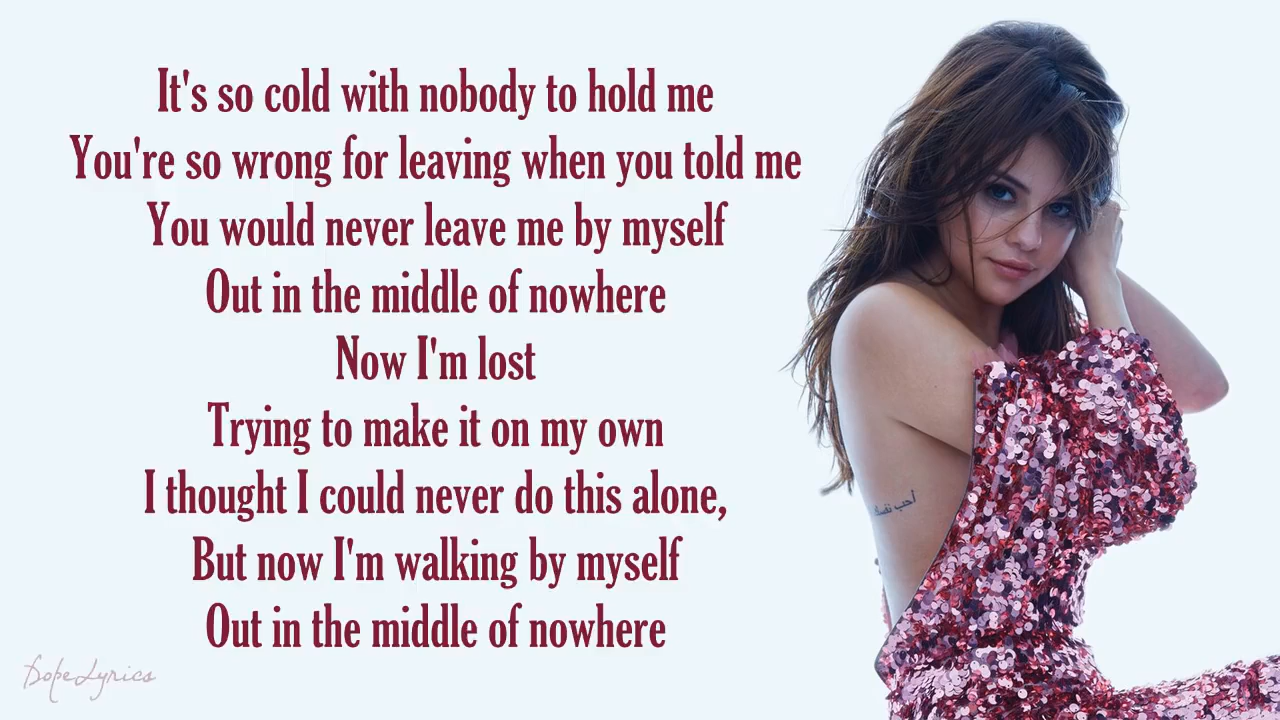 It's so cold with nobody to hold me
You're so wrong for leaving when you told me
You would never leave me by myself
Out in the middle of nowhere
Now I'm lost
Trying to make it on my own
I thought I could never do this alone,
But now I'm walking by myself
Out in the middle of nowhere
أحب نفسك
DopeLyrics